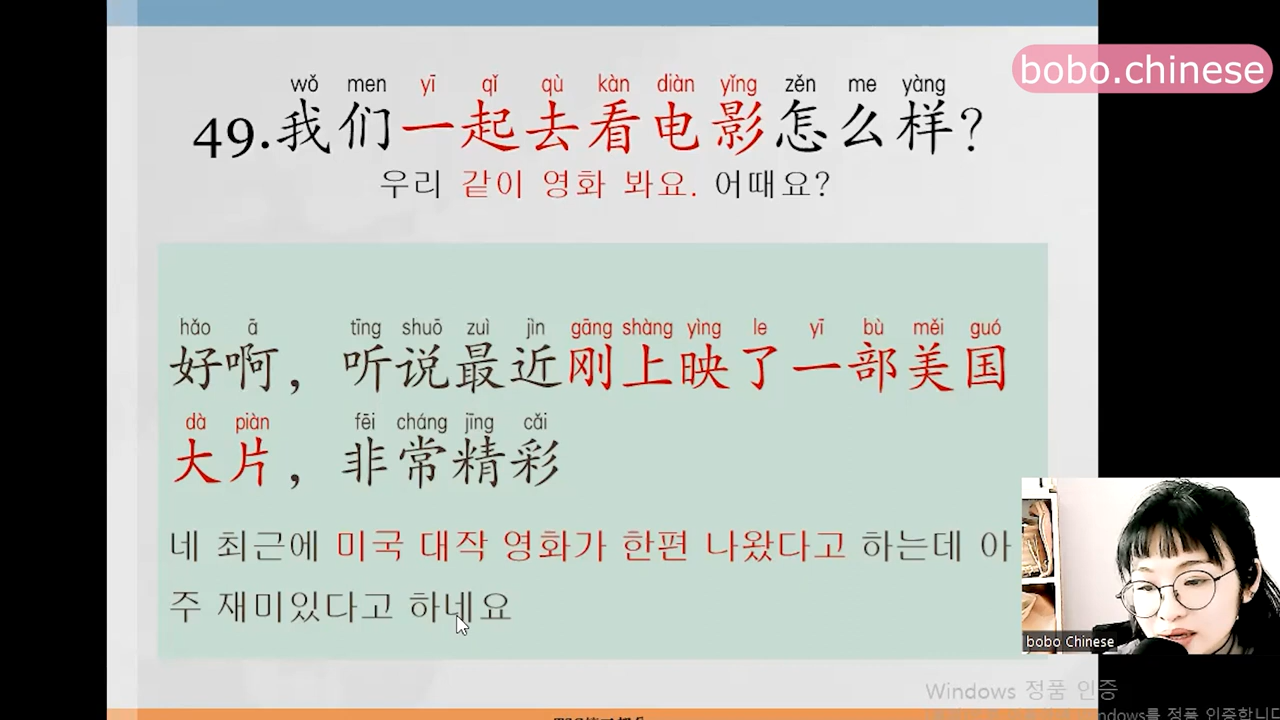 bobo.chinese
wǒ men yī qǐ qù kàn diàn yǐng zěn me yàng
49.我们一起去看电影怎么样?
우리 같이 영화 봐요. 어때요?
hǎo ā tīng shuō zuì jìn gāng shàng yìng le yī bù měi guó
好啊，听说最近刚上映了一部美国
dà piàn fēi cháng jīng cǎi
大片，非常精彩
네 최근에 미국 대작 영화가 한편 나왔다고 하는데 아
주 재미있다고 하네요
bobo Chinese
Windows 정품 인증